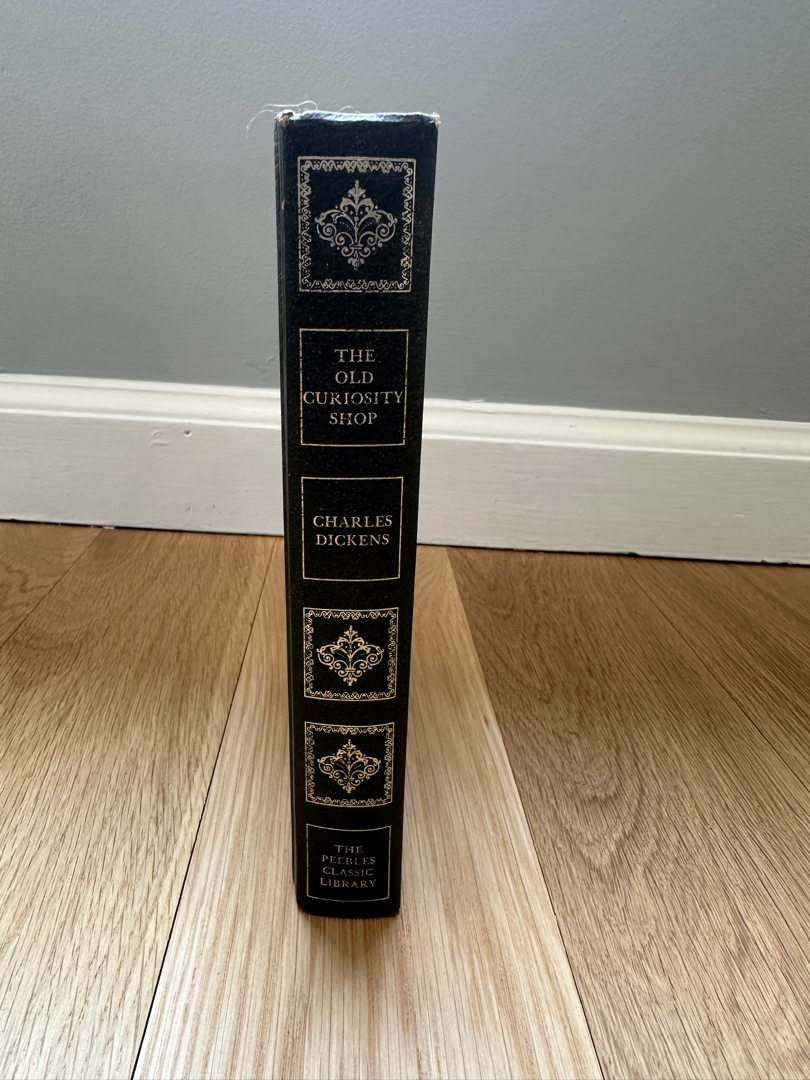 THE
OLD
CURIOSITY
SHOP
CHARLES
DICKENS
THE
PEEBLES
CLASSIC
LIBRARY